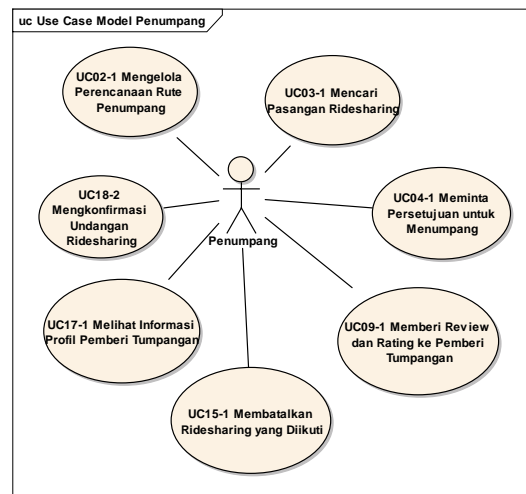 uc Use Case Model Penumpang
UC02-1 Mengelola
Perencanaan Rute
Penumpang
UC03-1 Mencari
Pasangan Ridesharing
UC18-2
Mengkonfirmasi
Undangan
Ridesharing
Penumpang
UC04-1 Meminta
Persetujuan untuk
Menumpang
UC17-1 Melihat Informasi
Profil Pemberi Tumpangan
UC09-1 Memberi Review
dan Rating ke Pemberi
Tumpangan
UC15-1 Membatalkan
Ridesharing yang Diikuti